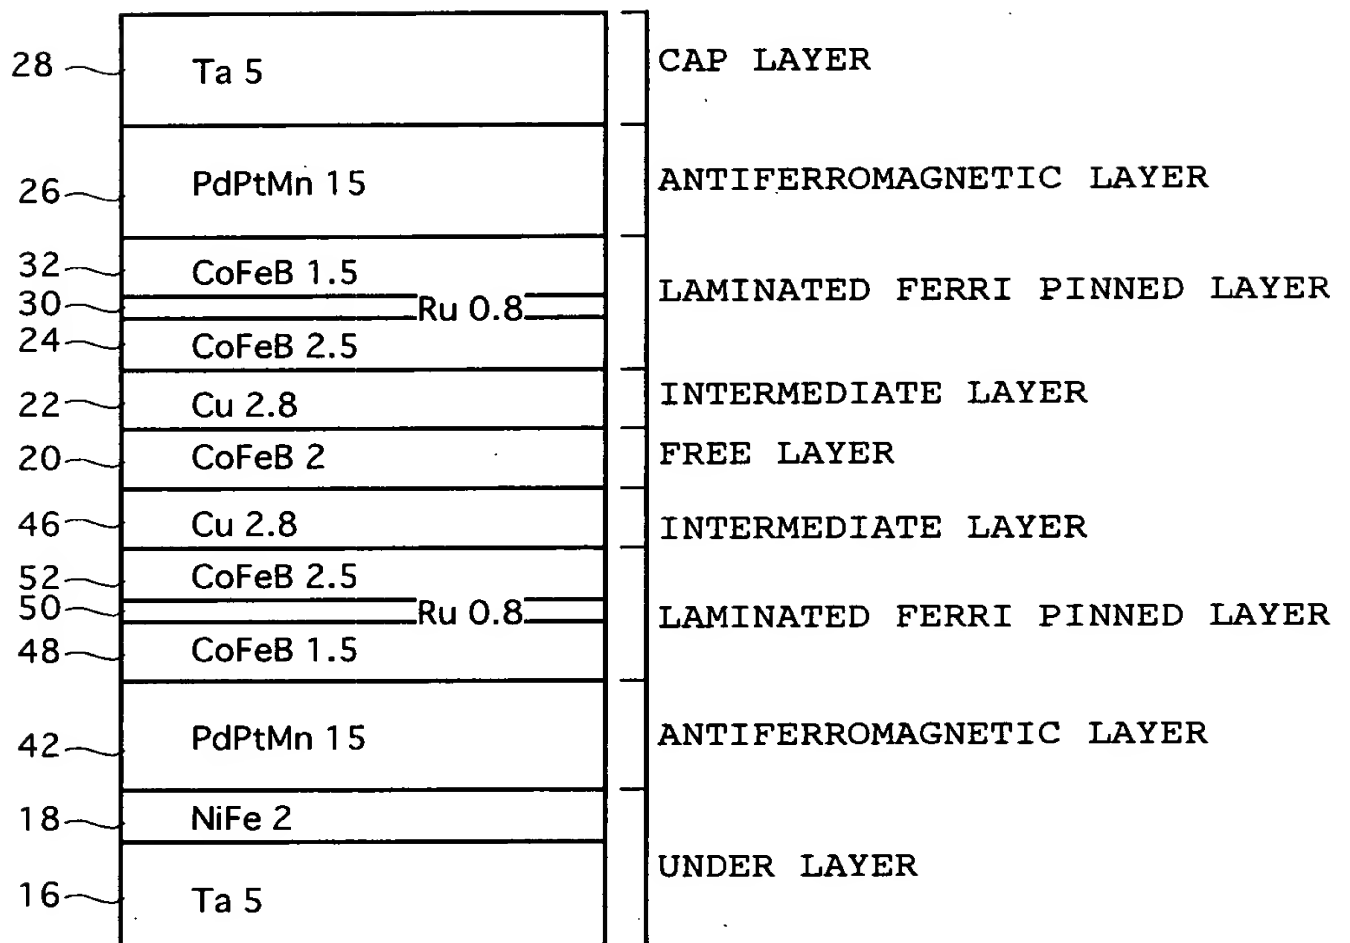 28 Ta 5 CAP LAYER
26 PdPtMn 15 ANTIFERROMAGNETIC LAYER
32 CoFeB 1.5
LAMINATED FERRI PINNED LAYER
30 Ru 0.8
24 CoFeB 2.5
22 Cu 2.8 INTERMEDIATE LAYER
20 CoFeB 2 FREE LAYER
46 Cu 2.8 INTERMEDIATE LAYER
52 CoFeB 2.5
50 Ru 0.8 LAMINATED FERRI PINNED LAYER
48 CoFeB 1.5
42 PdPtMn 15 ANTIFERROMAGNETIC LAYER
18 NiFe 2
UNDER LAYER
16 Ta 5